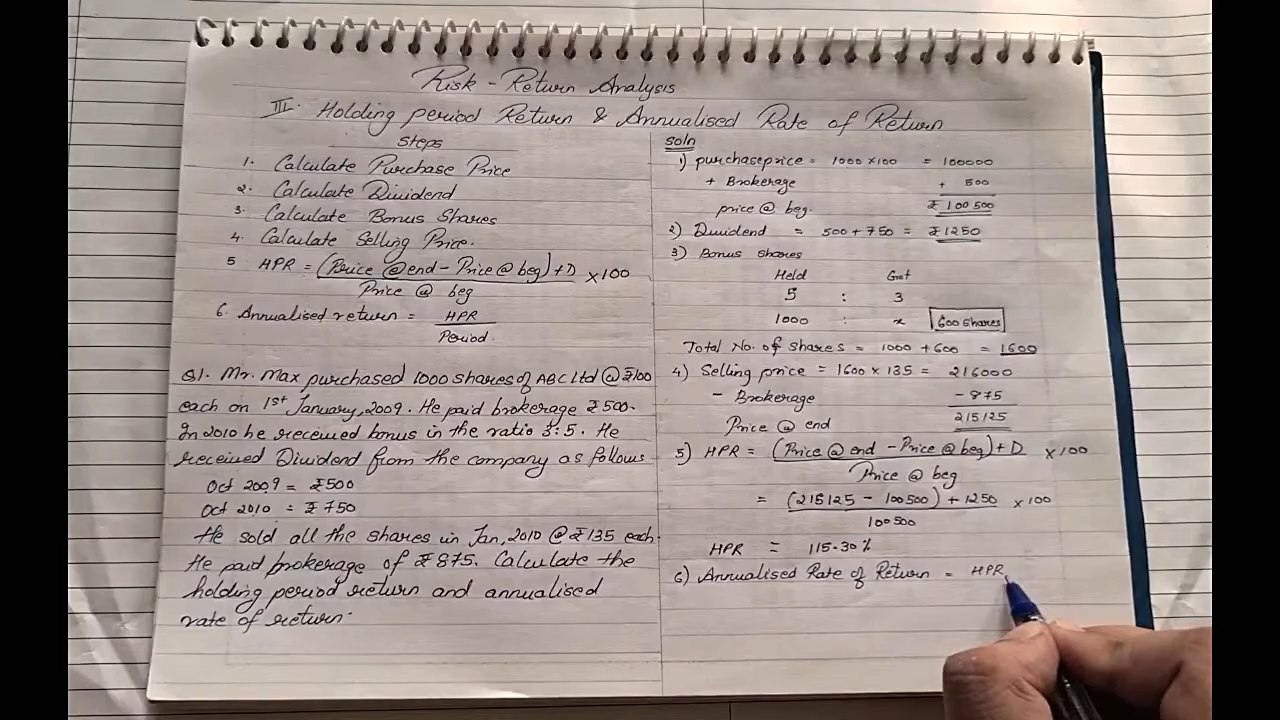 Risk - Return Analysis
III. Holding period Return & Annualised Rate of Return
Steps
1. Calculate Purchase Price
2. Calculate Dividend
3. Calculate Bonus Shares
4. Calculate Selling Price.
5 HPR = (Price @ end - Price @ beg) + D × 100
Price @ beg
6. Annualised return = HPR
Period.
Q1. Mr. Max purchased 1000 shares of ABC Ltd @ ₹100
each on 1st January, 2009. He paid brokerage ₹500.
In 2010 he received bonus in the ratio 3:5. He
received Dividend from the company as follows
Oct 2009 = ₹500
Oct 2010 = ₹750
He sold all the shares in Jan, 2010 @ ₹135 each.
He paid brokerage of ₹875. Calculate the
holding period return and annualised
rate of return.
Soln
1) purchase price = 1000 × 100 = 100000
+ Brokerage + 500
price @ beg. ₹ 100 500
2) Dividend = 500 + 750 = ₹1250
3) Bonus shares
Held Got
5 : 3
1000 : x 600 shares
Total No. of shares = 1000 + 600 = 1600
4) Selling price = 1600 × 135 = 216000
- Brokerage - 875
Price @ end 215125
5) HPR = (Price @ end - Price @ beg) + D × 100
Price @ beg
= (215125 - 100500) + 1250 × 100
100500
HPR = 115.30%
6) Annualised Rate of Return = HPR